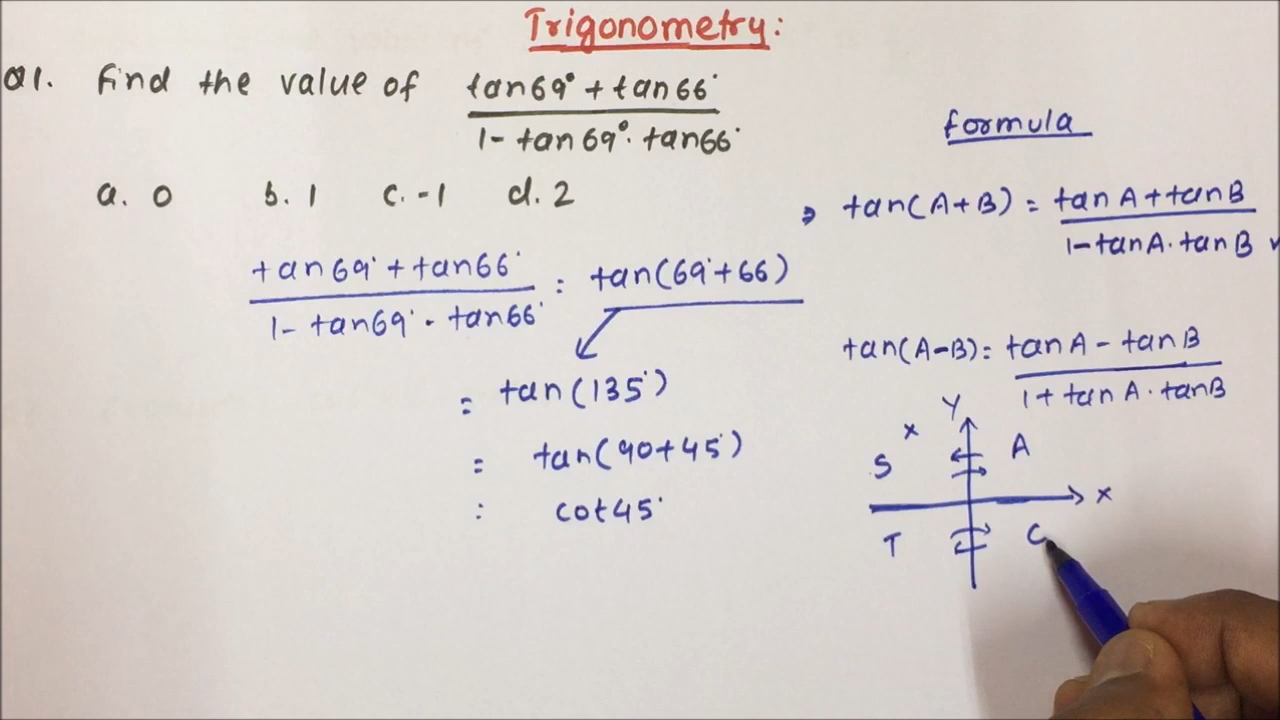 Trigonometry:
Q1. Find the value of tan69° + tan66° / 1 - tan69°. tan66°
a. 0 b. 1 c. -1 d. 2
tan69° + tan66° / 1 - tan69° . tan66° = tan(69° + 66)
= tan(135°)
= tan(90 + 45°)
: cot45°
formula
⇒ tan(A+B) = tanA + tanB / 1 - tanA . tanB
tan(A-B) = tanA - tanB / 1 + tanA . tanB
Y
x
S A
x
T C